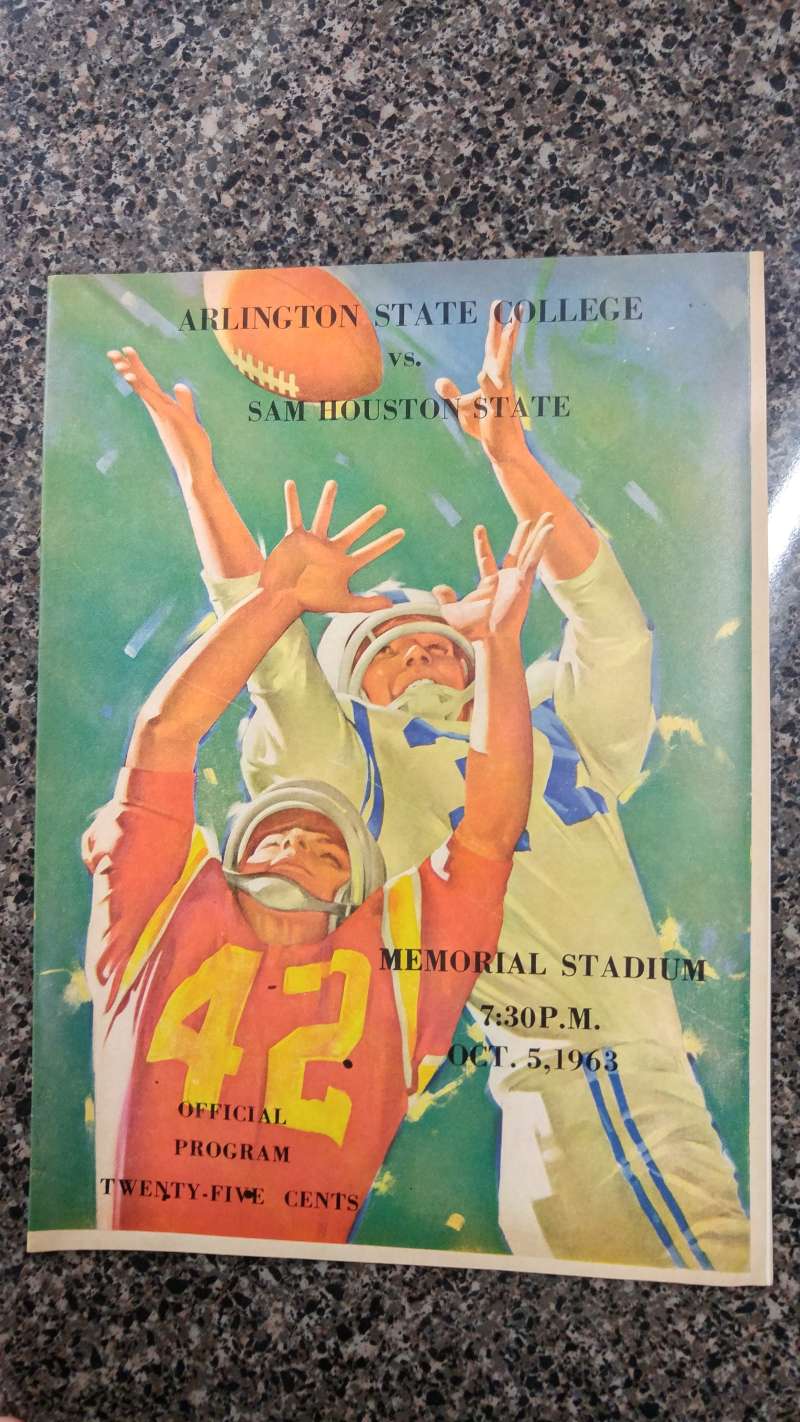 ARLINGTON STATE COLLEGE
vs.
SAM HOUSTON STATE
42
MEMORIAL STADIUM
7:30P.M.
OCT. 5,1963
OFFICIAL
PROGRAM
TWENTY-FIVE CENTS